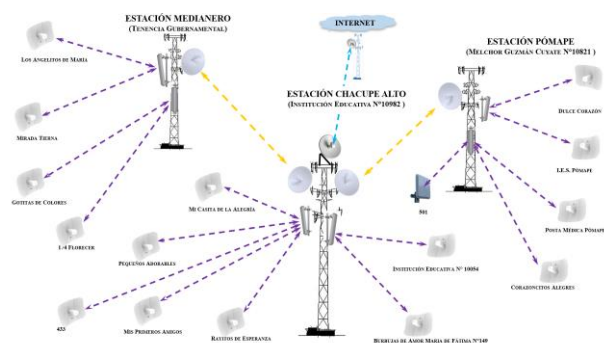 ESTACIÓN MEDIANERO
(TENENCIA GUBERNAMENTAL)
INTERNET
ESTACIÓN PÓMAPE
(MELCHOR GUZMÁN CUYATE N°10821)
ESTACIÓN CHACUPE ALTO
(INSTITUCIÓN EDUCATIVA N°10982)
LOS ANGELITOS DE MARÍA
MIRADA TIERNA
GOTITAS DE COLORES
1-4 FLORECER
MI CASITA DE LA ALEGRÍA
PEQUEÑOS ADORABLES
433
MIS PRIMEROS AMIGOS
RAYITOS DE ESPERANZA
DULCE CORAZÓN
I.E.S. PÓMAPE
501
POSTA MÉDICA PÓMAPE
INSTITUCIÓN EDUCATIVA N° 10094
CORAZONCITOS ALEGRES
BURBUJAS DE AMOR MARÍA DE FÁTIMA N°149